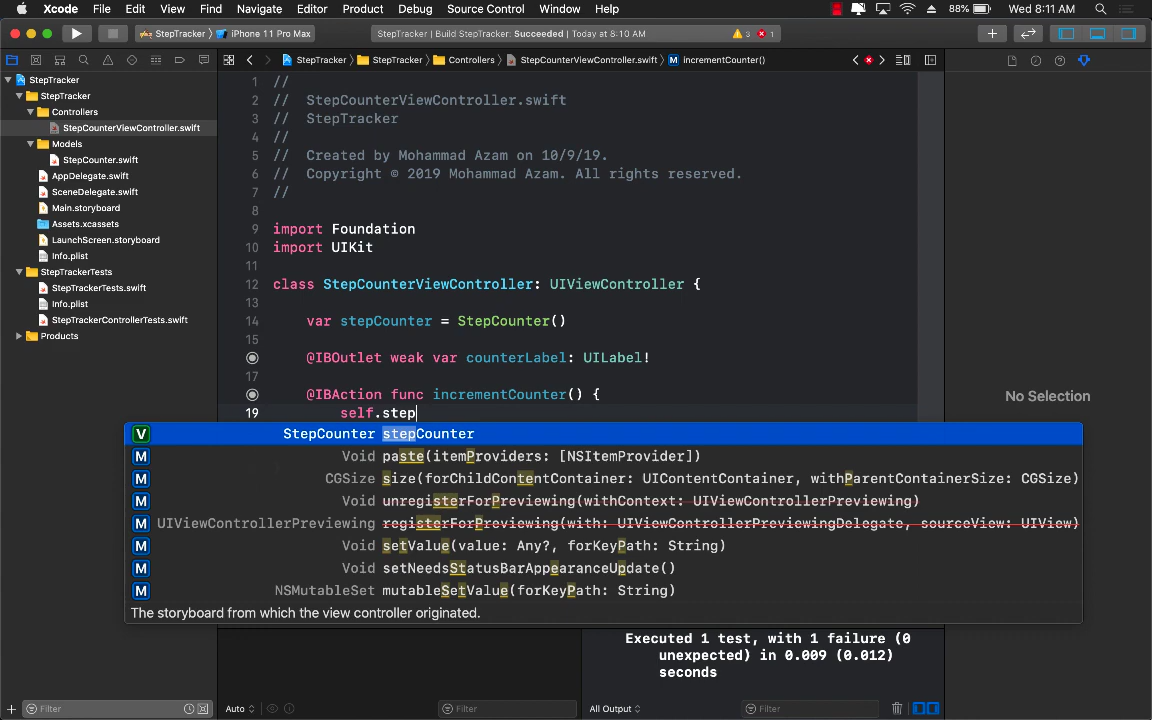 Xcode File Edit View Find Navigate Editor Product Debug Source Control Window Help 88% Wed 8:11 AM
StepTracker iPhone 11 Pro Max StepTracker | Build StepTracker: Succeeded | Today at 8:10 AM 3 1
StepTracker StepTracker Controllers StepCounterViewController.swift M incrementCounter()
StepTracker
StepTracker
Controllers
StepCounterViewController.swift
Models
StepCounter.swift
AppDelegate.swift
SceneDelegate.swift
Main.storyboard
Assets.xcassets
LaunchScreen.storyboard
Info.plist
StepTrackerTests
StepTrackerTests.swift
Info.plist
StepTrackerControllerTests.swift
Products
1 //
2 // StepCounterViewController.swift
3 // StepTracker
4 //
5 // Created by Mohammad Azam on 10/9/19.
6 // Copyright © 2019 Mohammad Azam. All rights reserved.
7 //
8
9 import Foundation
10 import UIKit
11
12 class StepCounterViewController: UIViewController {
13
14 var stepCounter = StepCounter()
15
16 @IBOutlet weak var counterLabel: UILabel!
17
18 @IBAction func incrementCounter() {
19 self.step
V StepCounter stepCounter
M Void paste(itemProviders: [NSItemProvider])
M CGSize size(forChildContentContainer: UIContentContainer, withParentContainerSize: CGSize)
M Void unregisterForPreviewing(withContext: UIViewControllerPreviewing)
M UIViewControllerPreviewing registerForPreviewing(with: UIViewControllerPreviewingDelegate, sourceView: UIView)
M Void setValue(value: Any?, forKeyPath: String)
M Void setNeedsStatusBarAppearanceUpdate()
M NSMutableSet mutableSetValue(forKeyPath: String)
The storyboard from which the view controller originated.
No Selection
Executed 1 test, with 1 failure (0
unexpected) in 0.009 (0.012)
seconds
Filter Auto Filter All Output Filter